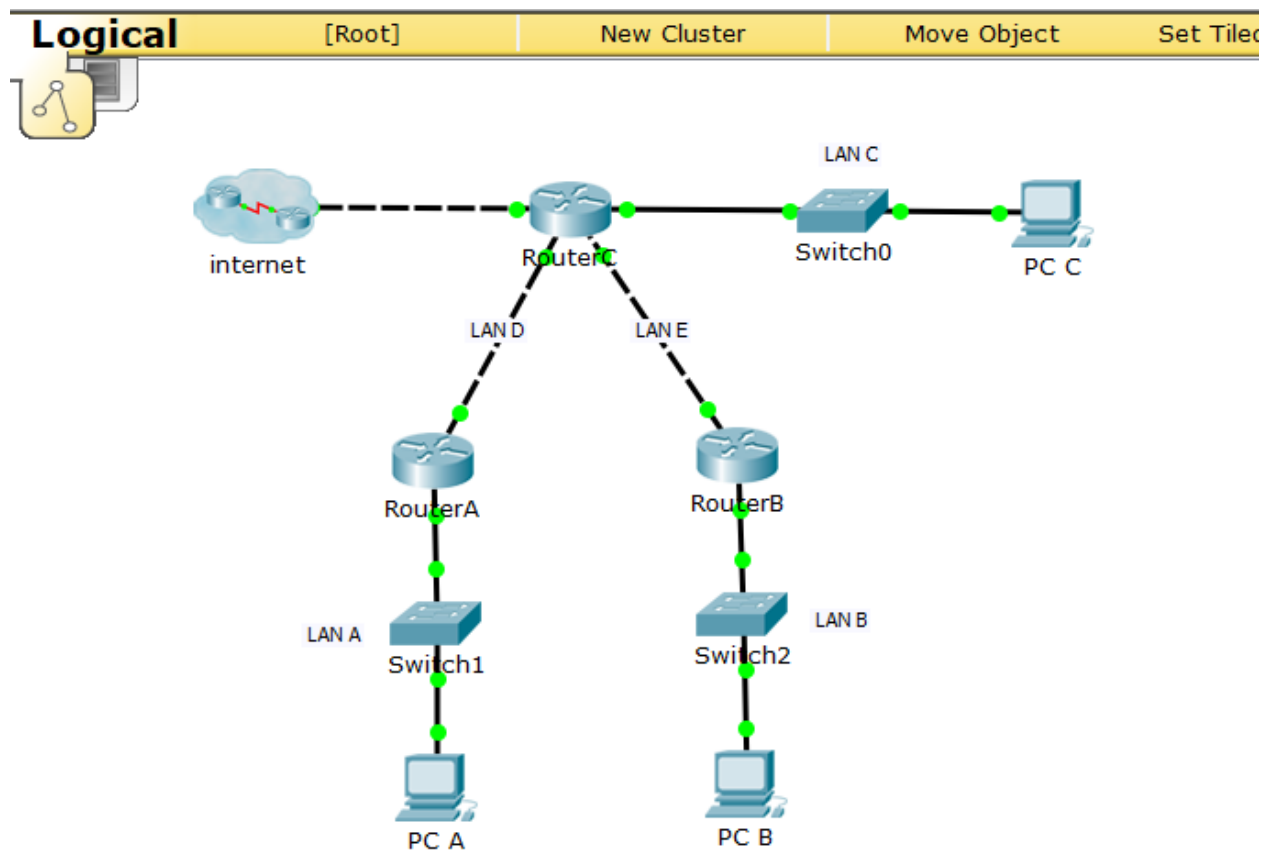 Logical [Root] New Cluster Move Object Set Tiled
LAN C
internet
RouterC
Switch0
PC C
LAN D
LAN E
RouterA
RouterB
LAN A
Switch1
LAN B
Switch2
PC A
PC B